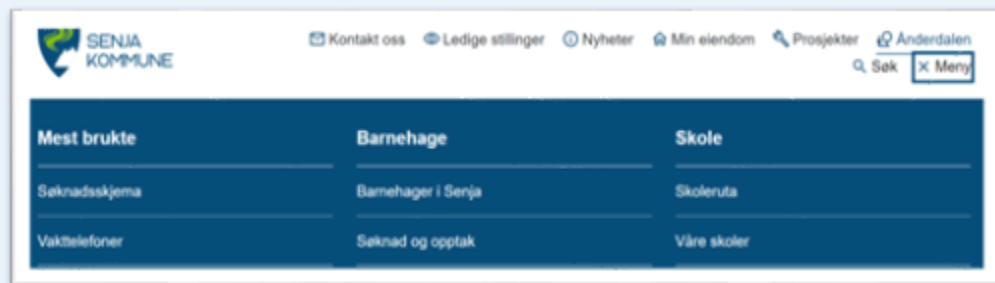 SENJA
KOMMUNE
Kontakt oss Ledige stillinger Nyheter Min eiendom Prosjekter Ånderdalen
Søk Meny
Mest brukte Barnehage Skole
Søknadsskjema Barnehager i Senja Skoleruta
Vakttelefoner Søknad og opptak Våre skoler